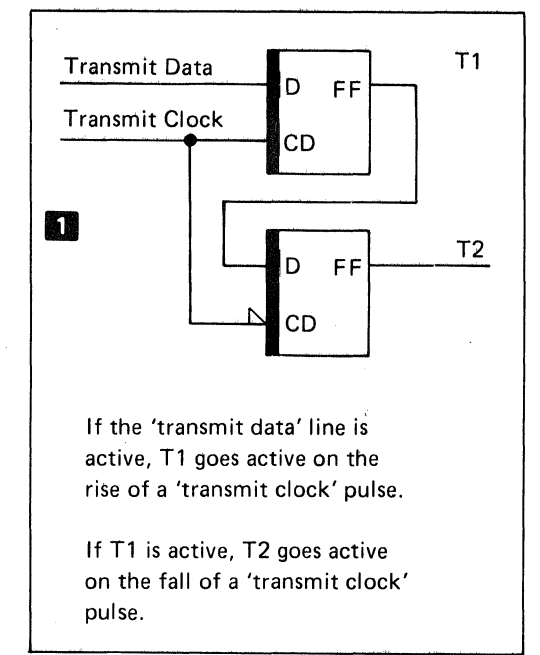 Transmit Data
T1
D FF
Transmit Clock
CD
1
T2
D FF
CD
If the ‘transmit data’ line is
active, T1 goes active on the
rise of a ‘transmit clock’ pulse.
If T1 is active, T2 goes active
on the fall of a ‘transmit clock’
pulse.